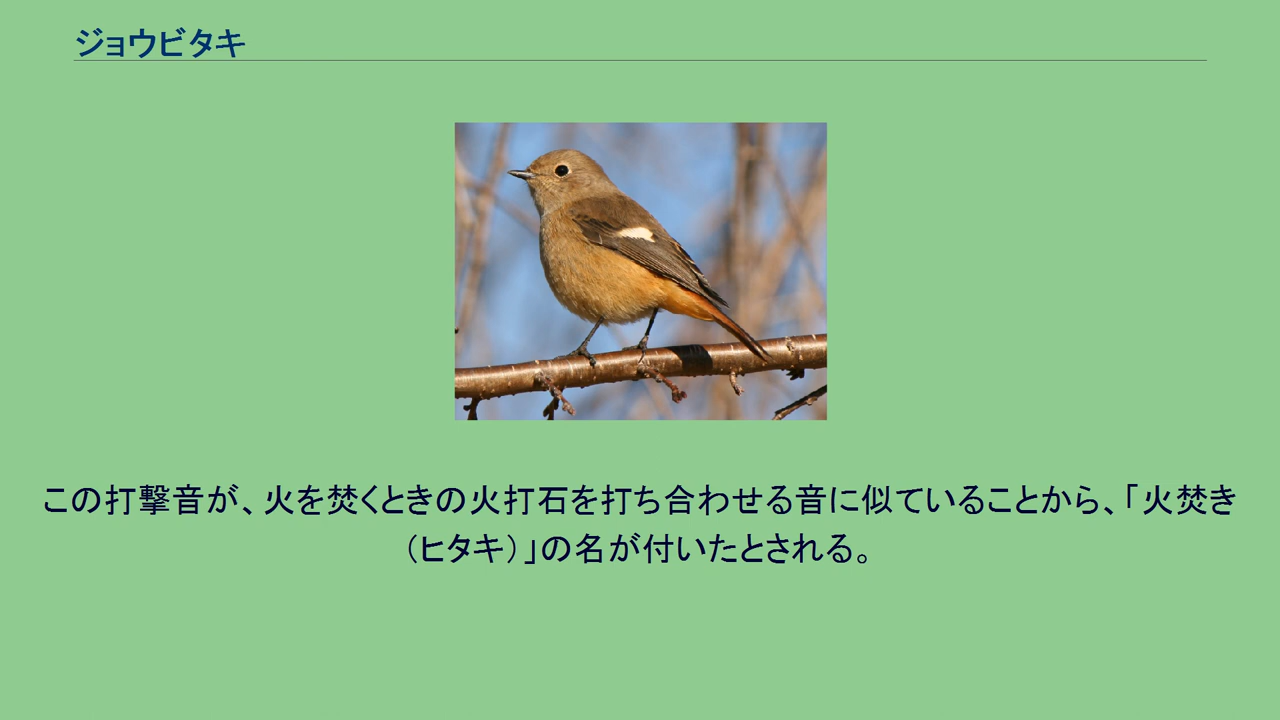 ジョウビタキ
この打撃音が、火を焚くときの火打石を打ち合わせる音に似ていることから、「火焚き
（ヒタキ）」の名が付いたとされる。